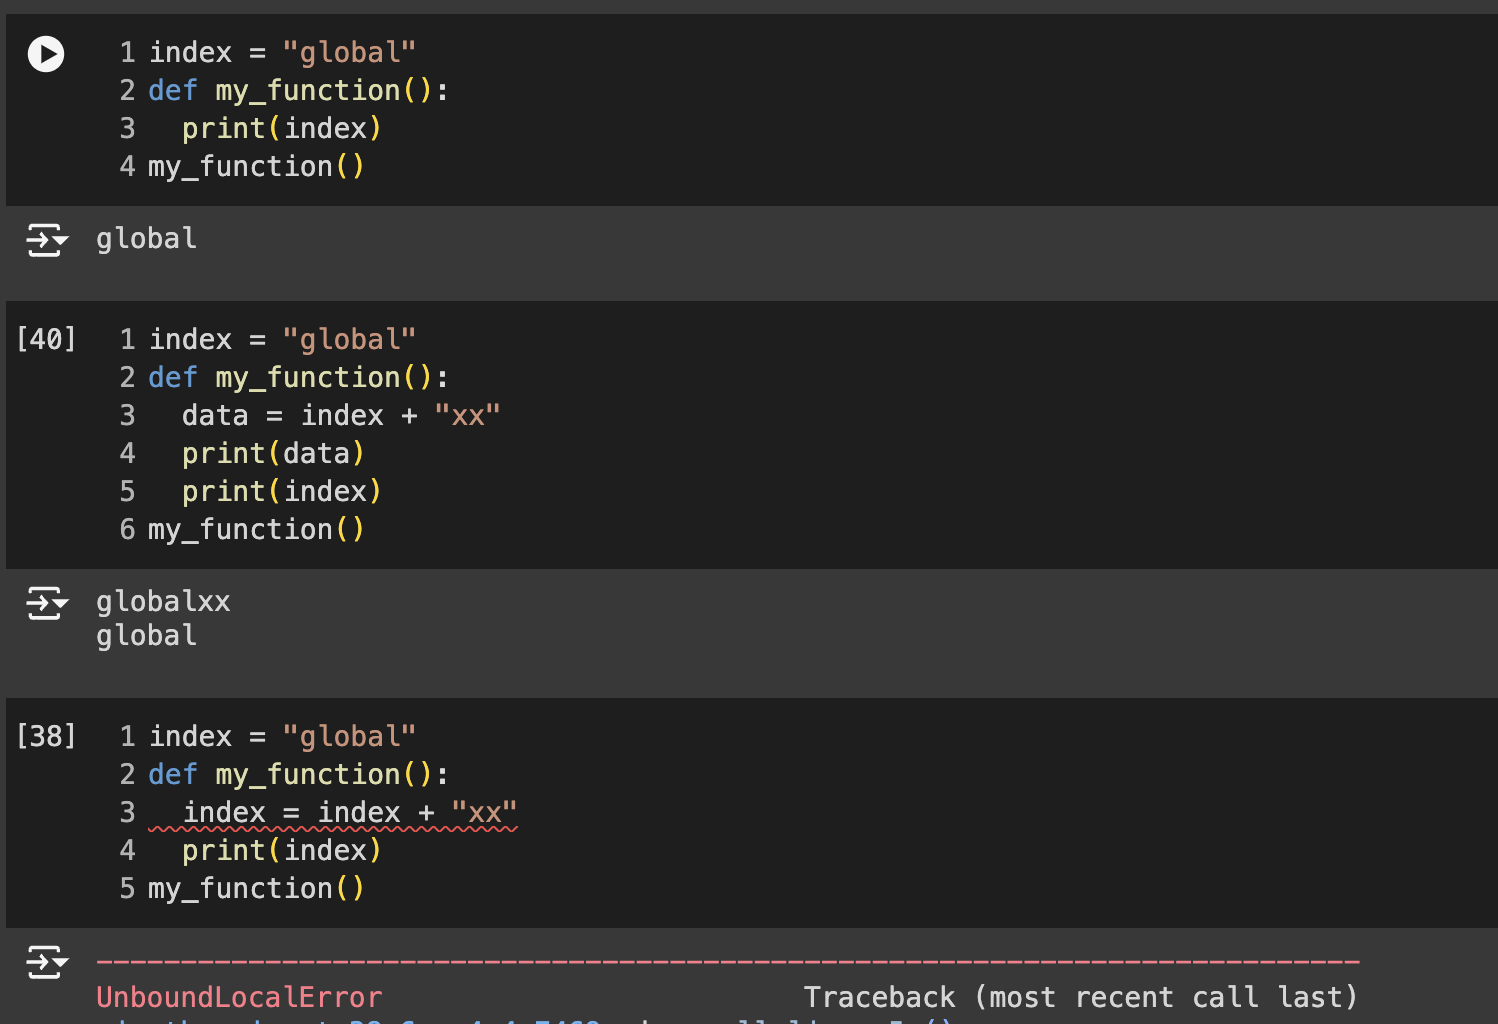 1 index = "global"
2 def my_function():
3   print(index)
4 my_function()
global
[40]
1 index = "global"
2 def my_function():
3   data = index + "xx"
4   print(data)
5   print(index)
6 my_function()
globalxx
global
[38]
1 index = "global"
2 def my_function():
3   index = index + "xx"
4   print(index)
5 my_function()
---------------------------------------------------------------------------
UnboundLocalError                         Traceback (most recent call last)